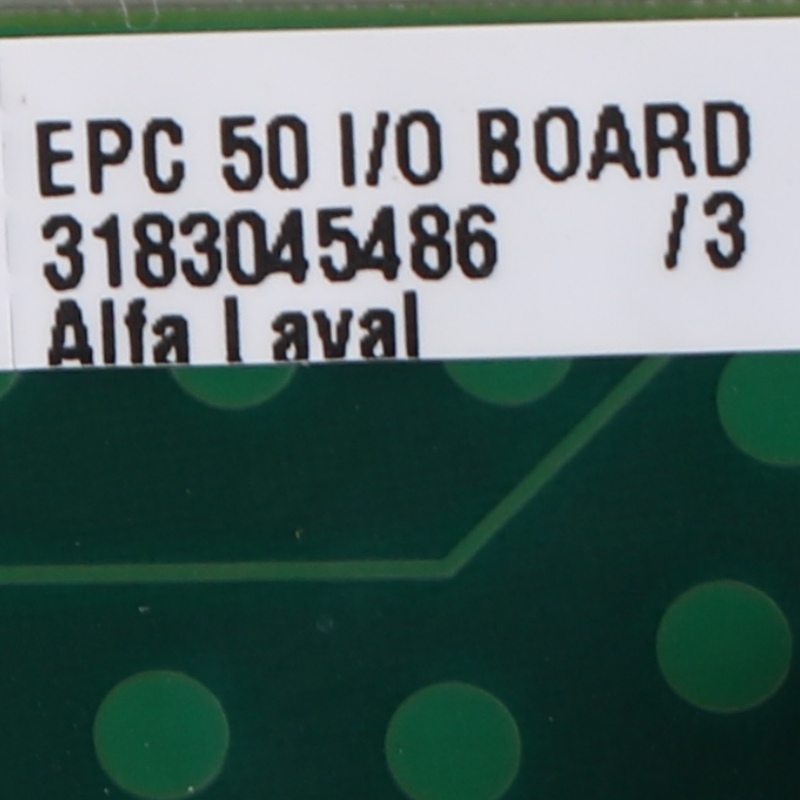 EPC 50 I/O BOARD
3183045486 /3
Alfa Laval